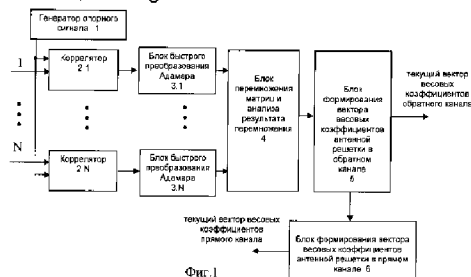 Генератор опорного
сигнала 1
1
Коррелятор
2.1
Блок быстрого
преобразования
Адамера
3.1
Блок
перемножения
матриц и
анализа
результата
перемножения
4
Блок
формирования
вектора
весовых
коэффициентов
антенной
решетки в
обратном
канале
5
текущий вектор
весовых
коэффициентов
обратного канала
N
Коррелятор
2.N
Блок быстрого
преобразования
Адамера
3.N
текущий вектор весовых
коэффициентов
прямого канала
Блок формирования вектора
весовых коэффициентов
антенной решетки в прямом
канале 6
Фиг.1